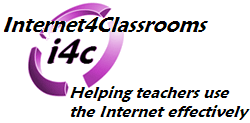 Internet4Classrooms
i4c
Helping teachers use
the Internet effectively